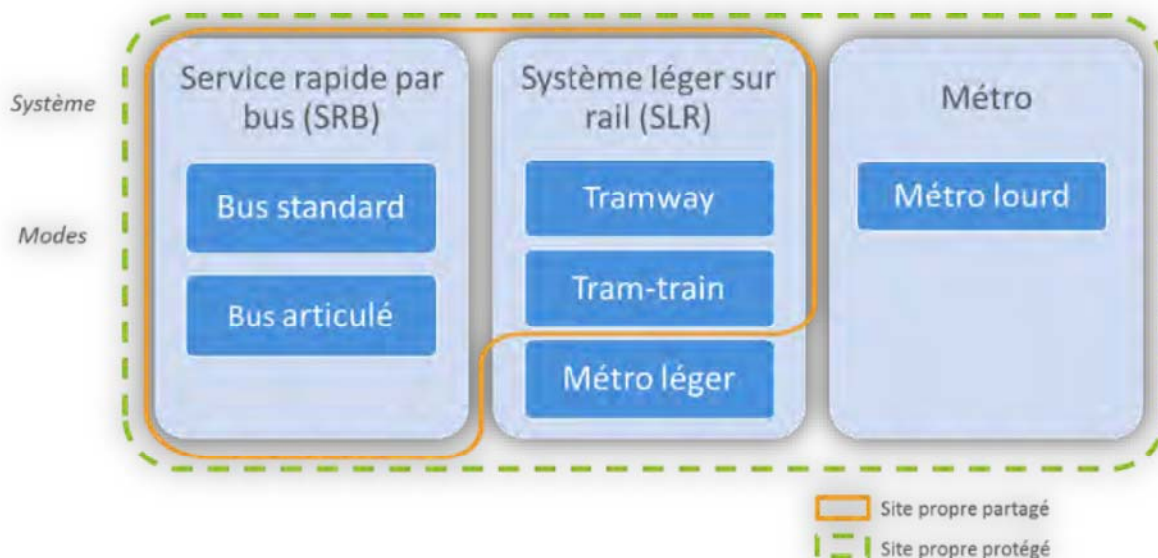 Système
Service rapide par
bus (SRB)
Système léger sur
rail (SLR)
Métro
Modes
Bus standard
Bus articulé
Tramway
Tram-train
Métro léger
Métro lourd
Site propre partagé
Site propre protégé